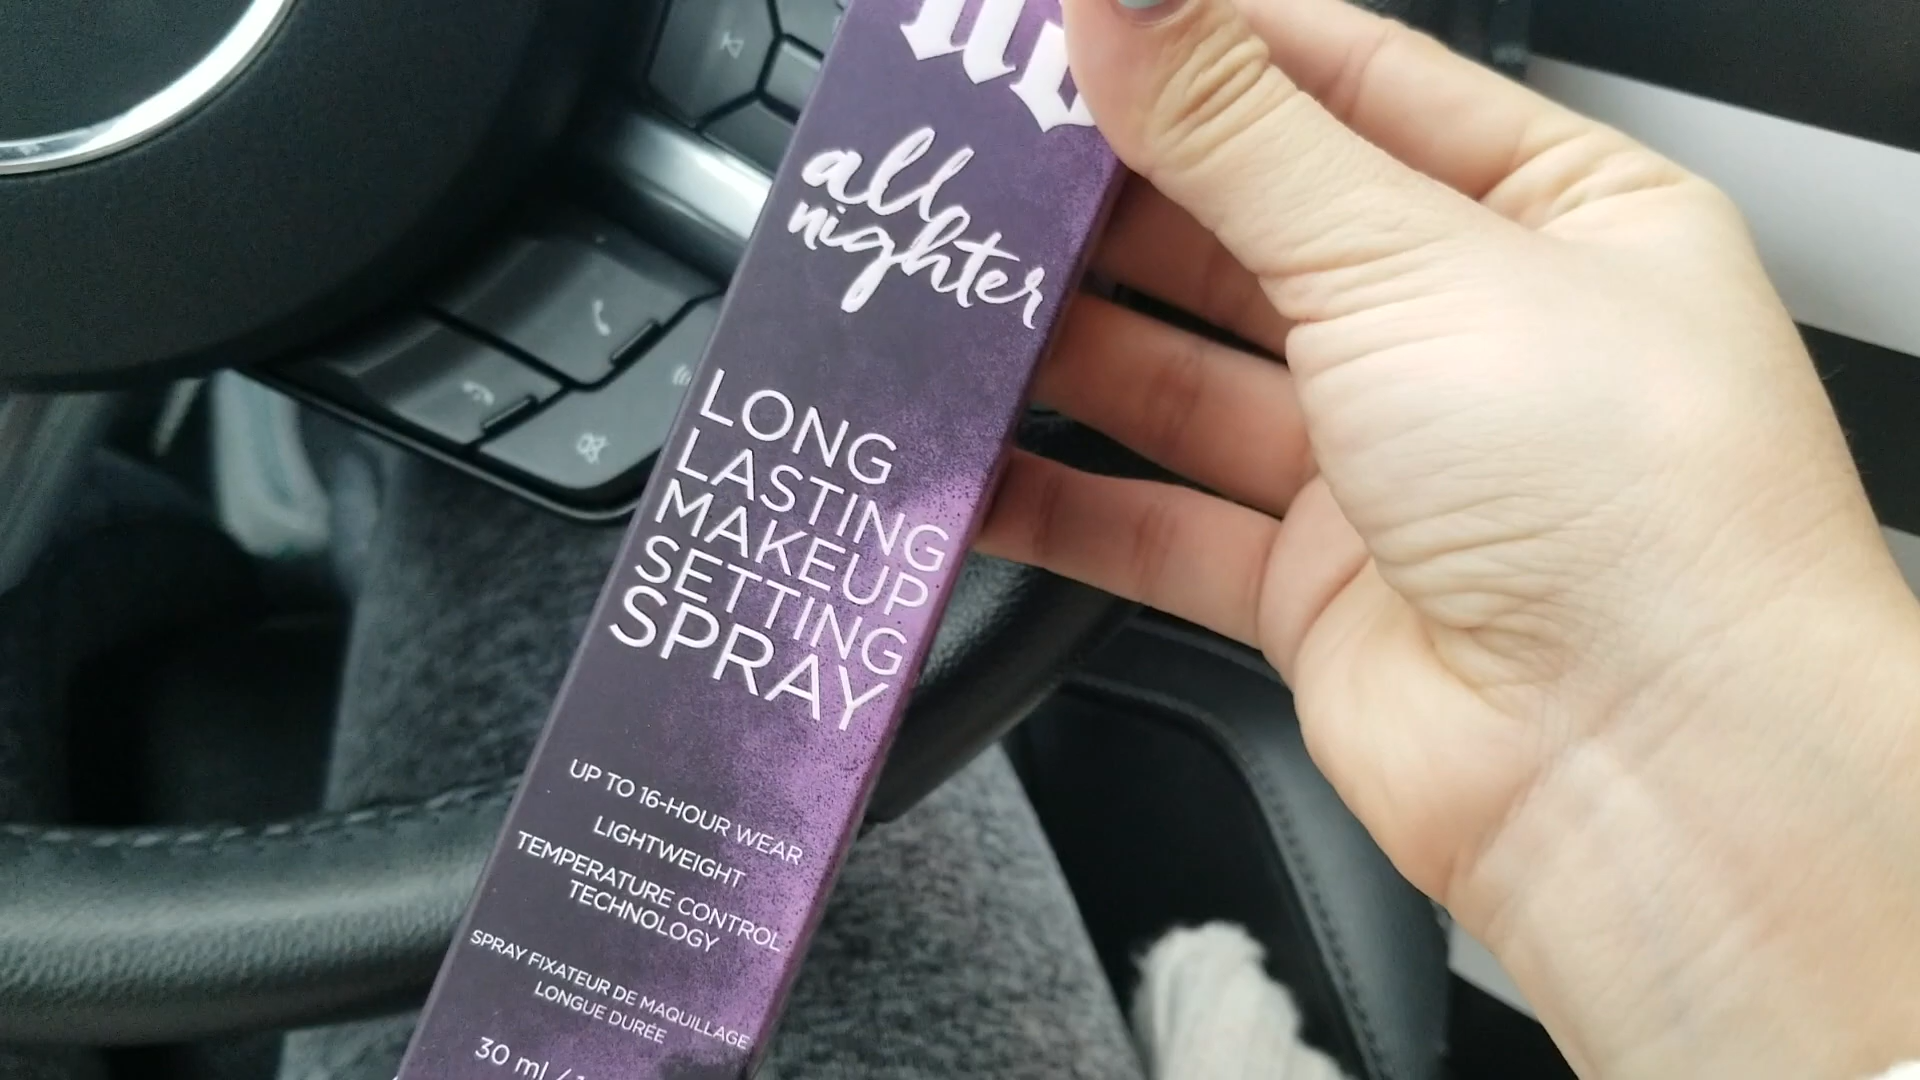 UD
all
nighter
LONG
LASTING
MAKEUP
SETTING
SPRAY
UP TO 16-HOUR WEAR
LIGHTWEIGHT
TEMPERATURE CONTROL
TECHNOLOGY
SPRAY FIXATEUR DE MAQUILLAGE
LONGUE DURÉE
30 ml /